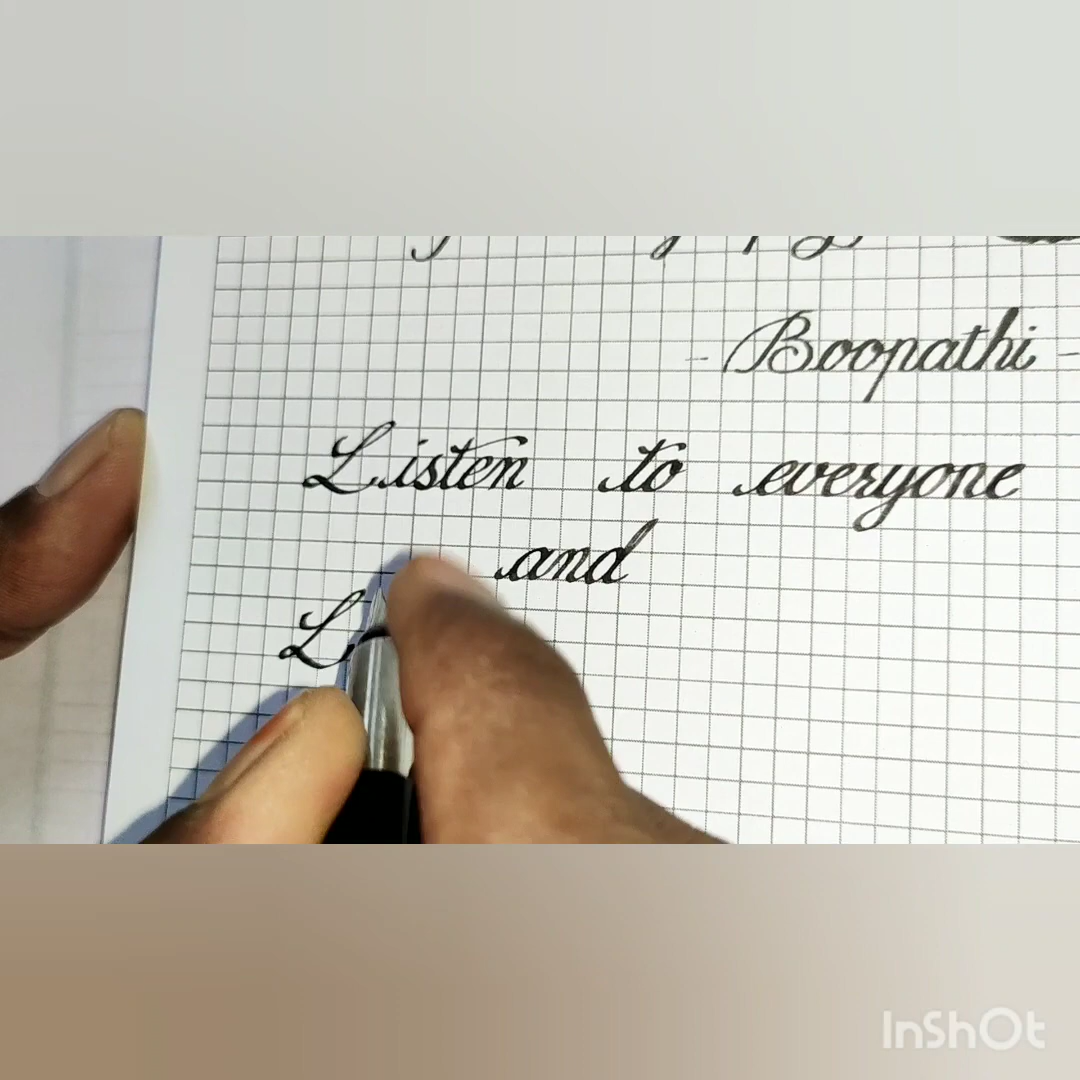 - Boopathi -
Listen to everyone
and
L
InShOt